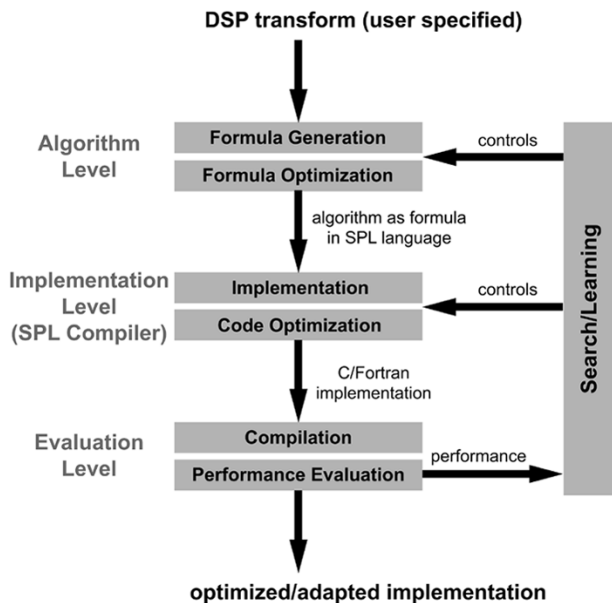 DSP transform (user specified)
Algorithm
Level
Formula Generation
Formula Optimization
controls
algorithm as formula
in SPL language
Implementation
Level
(SPL Compiler)
Implementation
Code Optimization
controls
Search/Learning
C/Fortran
implementation
Evaluation
Level
Compilation
Performance Evaluation
performance
optimized/adapted implementation